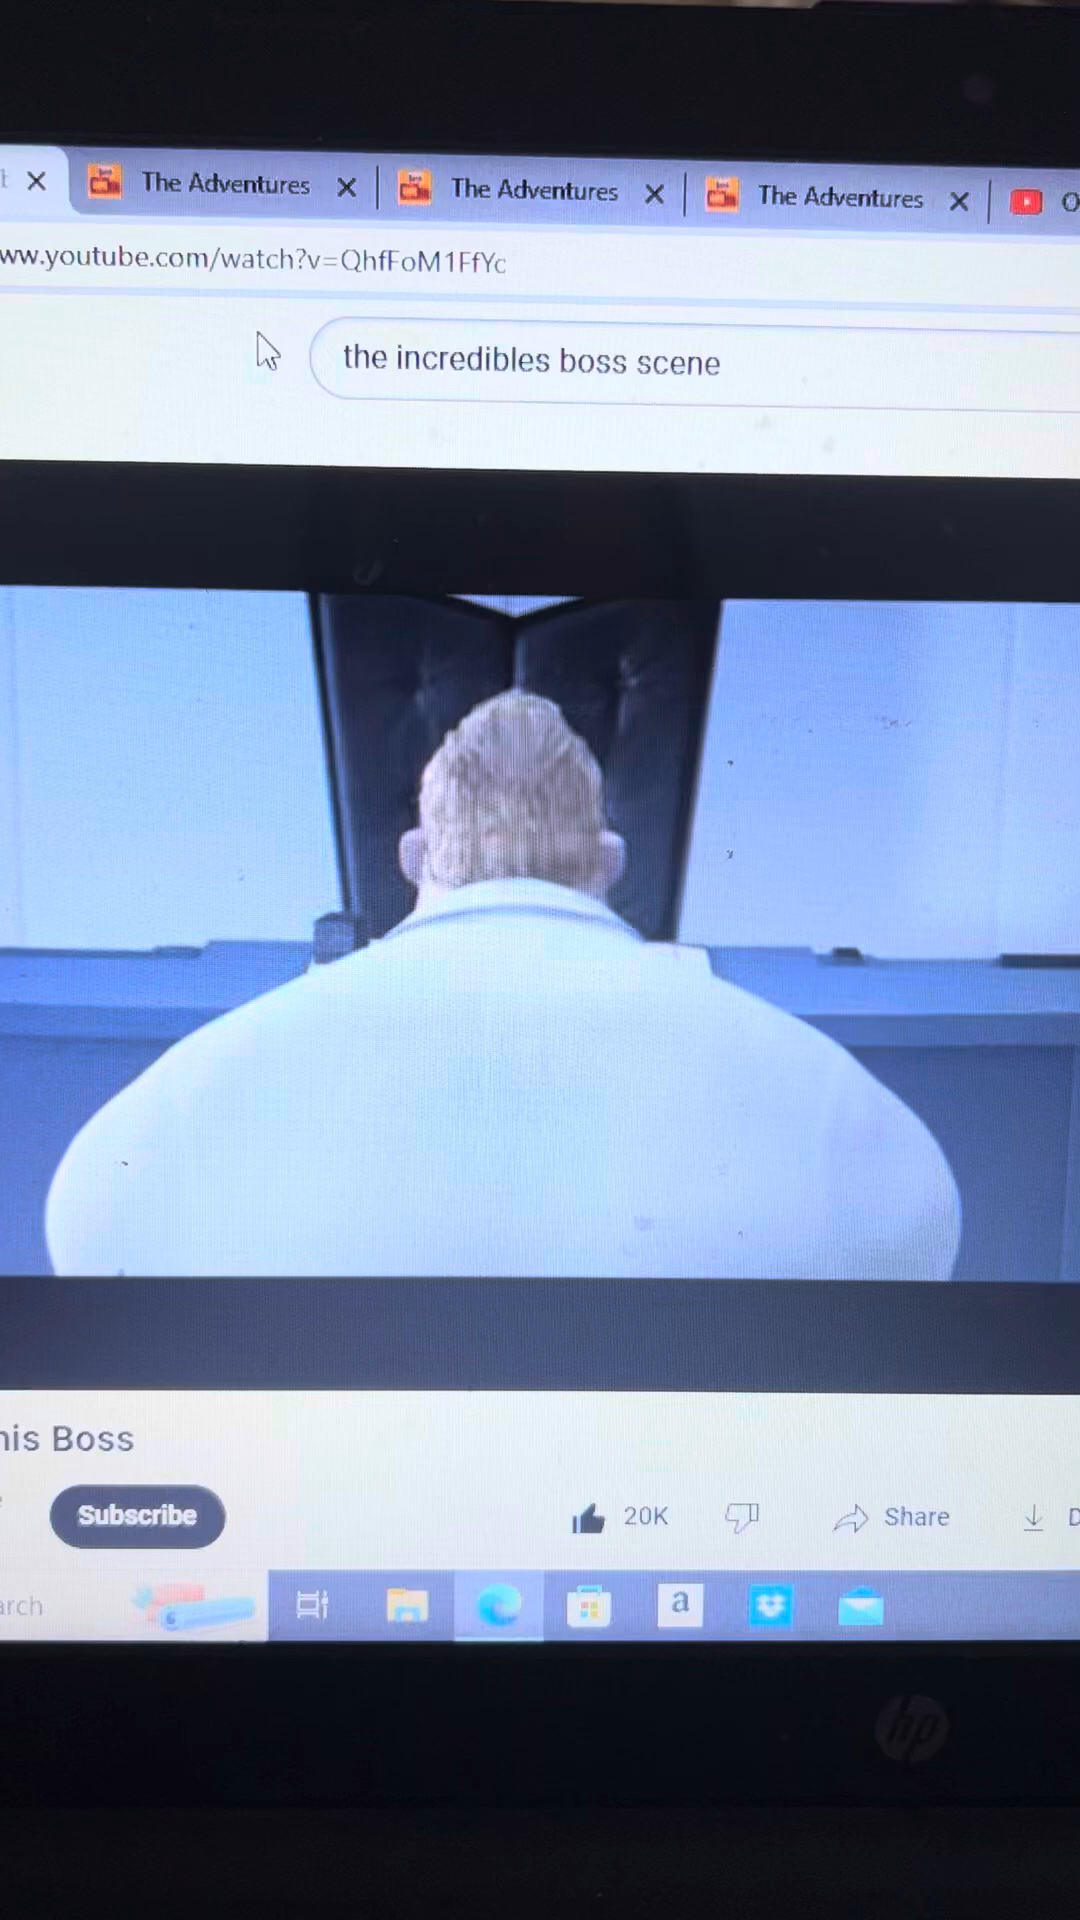 The Adventures The Adventures The Adventures
ww.youtube.com/watch?v=QhfFoM1FfYc
the incredibles boss scene
his Boss
Subscribe 20K Share
arch a
hp